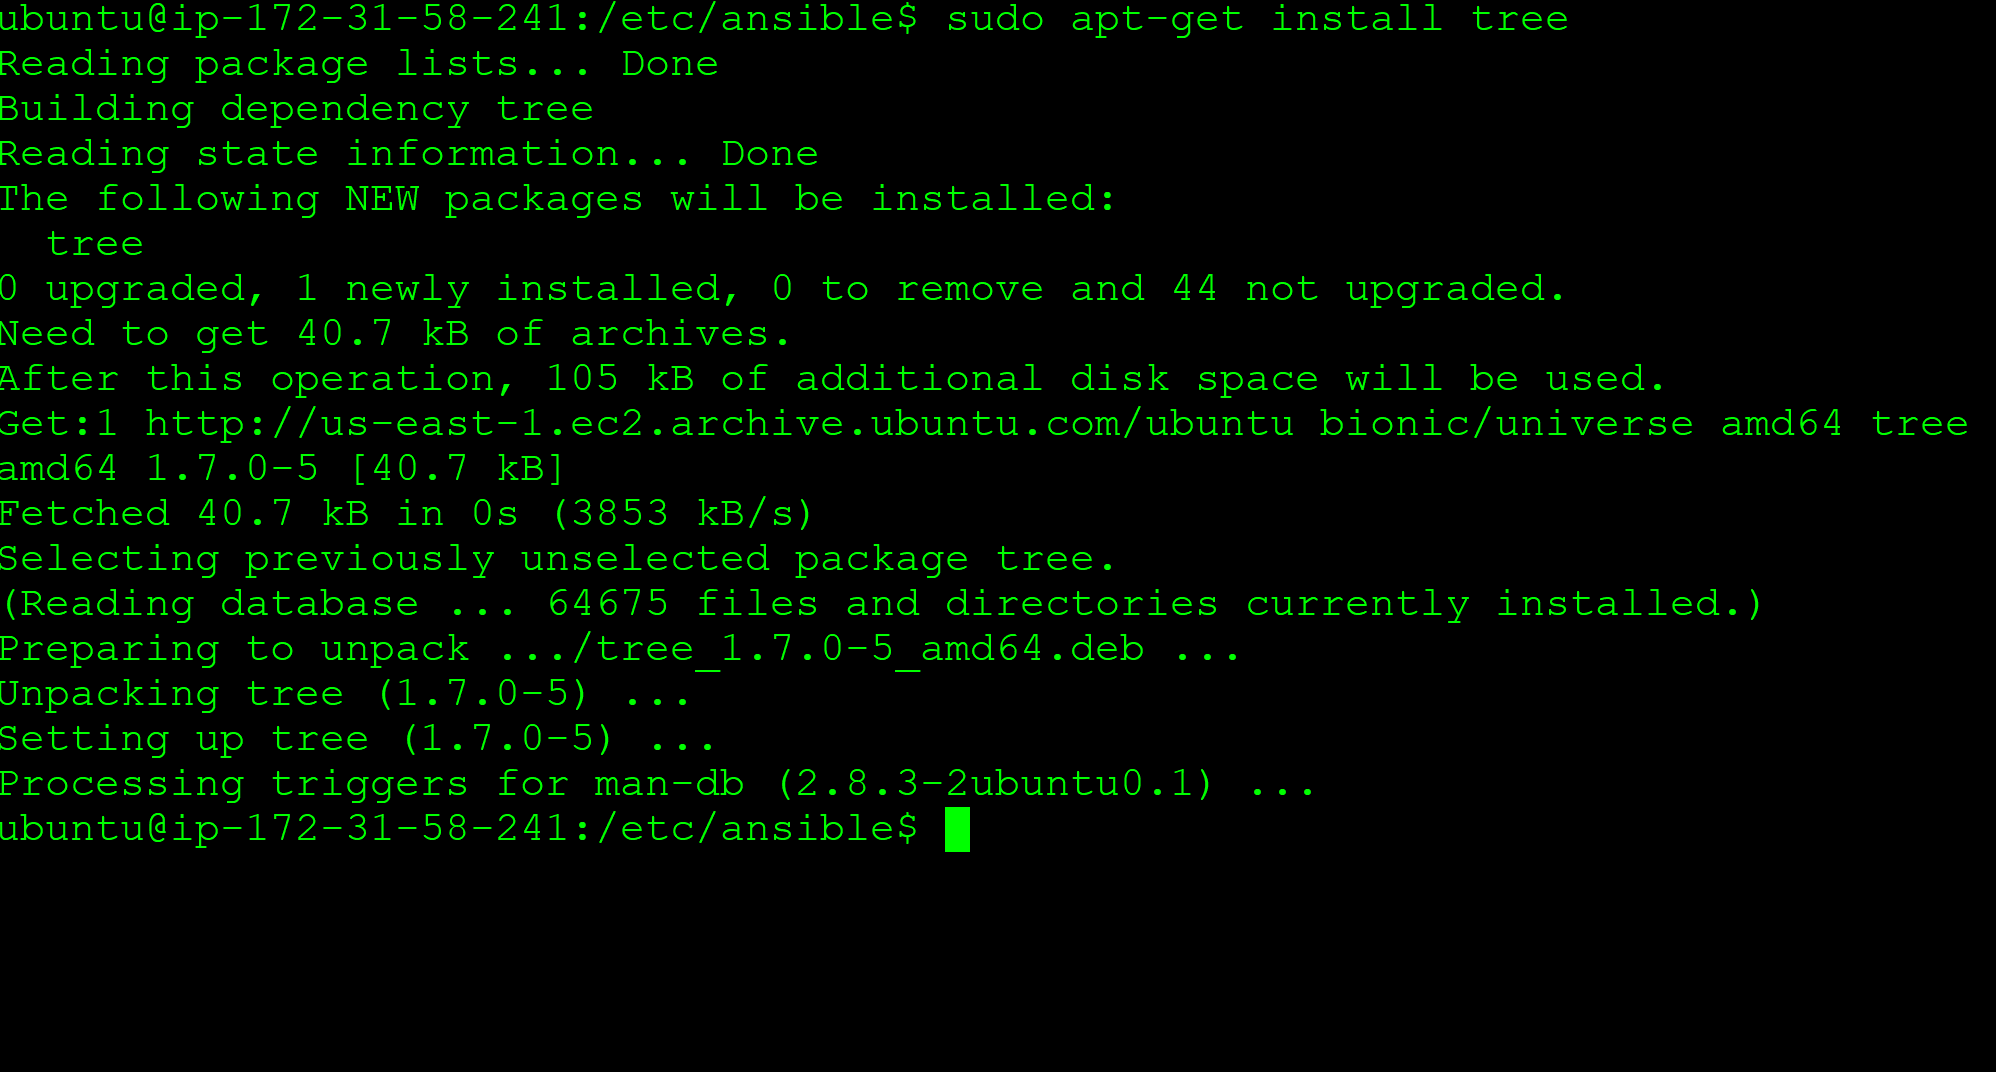 ubuntu@ip-172-31-58-241:/etc/ansible$ sudo apt-get install tree
Reading package lists... Done
Building dependency tree
Reading state information... Done
The following NEW packages will be installed:
  tree
0 upgraded, 1 newly installed, 0 to remove and 44 not upgraded.
Need to get 40.7 kB of archives.
After this operation, 105 kB of additional disk space will be used.
Get:1 http://us-east-1.ec2.archive.ubuntu.com/ubuntu bionic/universe amd64 tree
amd64 1.7.0-5 [40.7 kB]
Fetched 40.7 kB in 0s (3853 kB/s)
Selecting previously unselected package tree.
(Reading database ... 64675 files and directories currently installed.)
Preparing to unpack .../tree_1.7.0-5_amd64.deb ...
Unpacking tree (1.7.0-5) ...
Setting up tree (1.7.0-5) ...
Processing triggers for man-db (2.8.3-2ubuntu0.1) ...
ubuntu@ip-172-31-58-241:/etc/ansible$